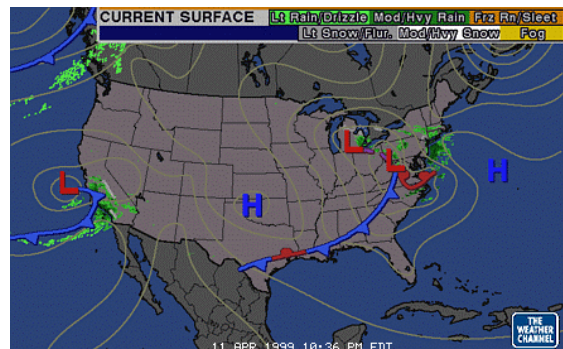 CURRENT SURFACE Lt Rain/Drizzle Mod/Hvy Rain Frz Rn/Sleet
Lt Snow/Flur. Mod/Hvy Snow Fog
L
L
L
H
H
11 APR 1999 10:36 PM EDT
THE
WEATHER
CHANNEL